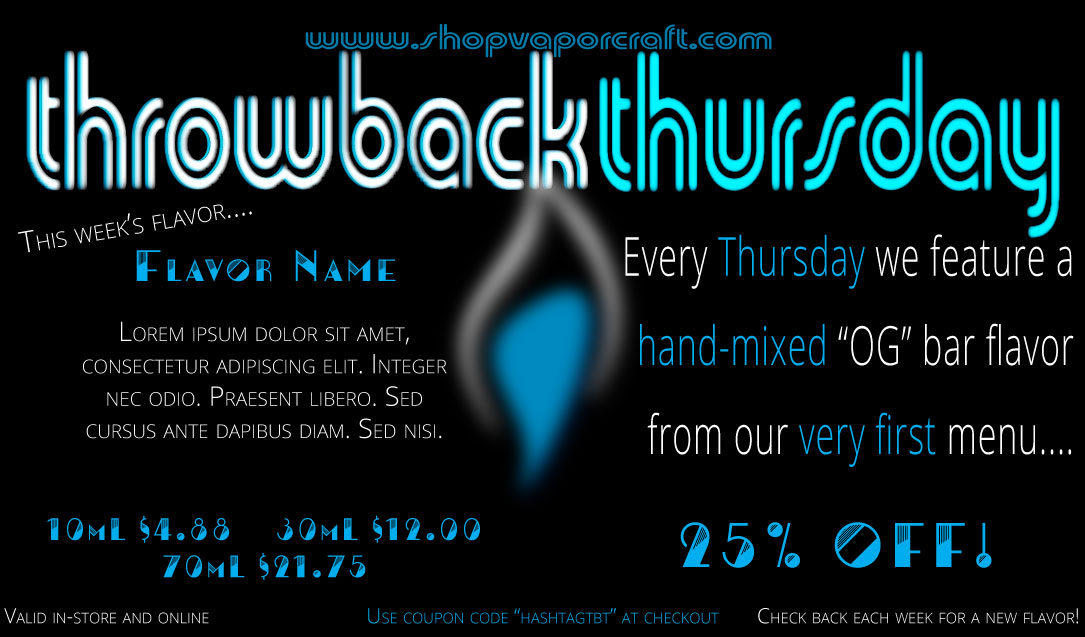 www.shopvaporcraft.com
throwback thursday
This week's flavor....
Flavor Name
Lorem ipsum dolor sit amet,
consectetur adipiscing elit. Integer
nec odio. Praesent libero. Sed
cursus ante dapibus diam. Sed nisi.
10mL $4.88 30mL $12.00
70mL $21.75
Every Thursday we feature a
hand-mixed “OG” bar flavor
from our very first menu....
25% OFF!
Valid in-store and online
Use coupon code “hashtagtbt” at checkout
Check back each week for a new flavor!